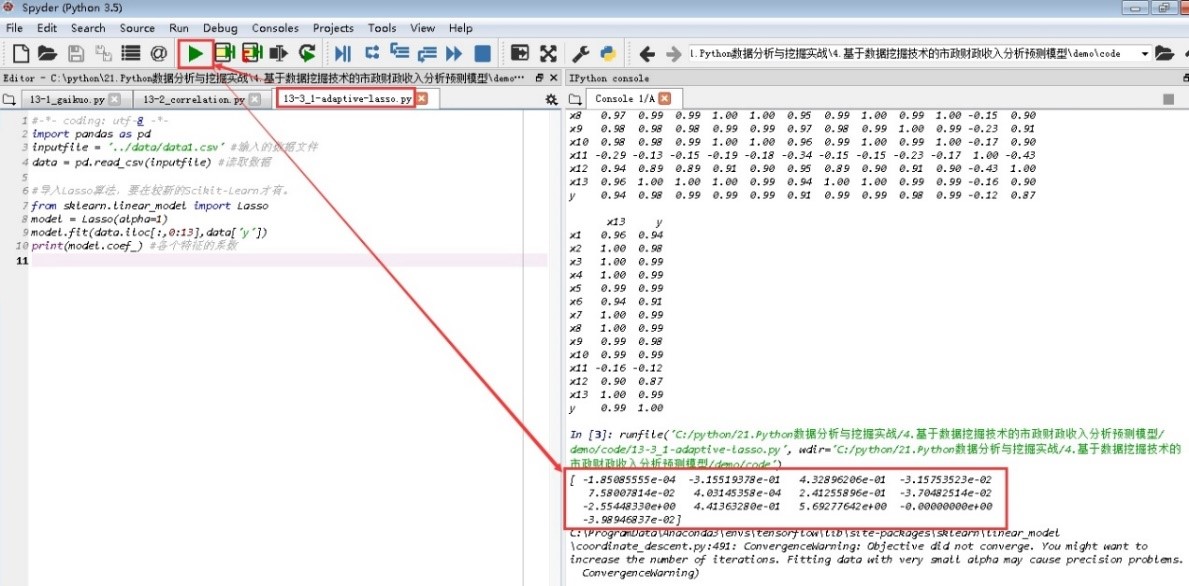 Spyder (Python 3.5)
File Edit Search Source Run Debug Consoles Projects Tools View Help
1.Python数据分析与挖掘实战\4.基于数据挖掘技术的市政财政收入分析预测模型\demo\code
Editor - C:\python\21.Python数据分析与挖掘实战\4.基于数据挖掘技术的市政财政收入分析预测模型\demo···
13-1_gaikuo.py 13-2_correlation.py 13-3_1-adaptive-lasso.py
1 #-*- coding: utf-8 -*-
2 import pandas as pd
3 inputfile = '../data/data1.csv' #输入的数据文件
4 data = pd.read_csv(inputfile) #读取数据
5
6 #导入Lasso算法，要在较新的Scikit-Learn才有。
7 from sklearn.linear_model import Lasso
8 model = Lasso(alpha=1)
9 model.fit(data.iloc[:,0:13],data['y'])
10 print(model.coef_) #各个特征的系数
11
IPython console
Console 1/A
x8 0.97 0.99 0.99 1.00 1.00 0.95 0.99 1.00 0.99 1.00 -0.15 0.90
x9 0.98 0.98 0.98 0.99 0.99 0.97 0.98 0.99 1.00 0.99 -0.23 0.91
x10 0.98 0.98 0.99 1.00 1.00 0.96 0.99 1.00 0.99 1.00 -0.17 0.90
x11 -0.29 -0.13 -0.15 -0.19 -0.18 -0.34 -0.15 -0.15 -0.23 -0.17 1.00 -0.43
x12 0.94 0.89 0.89 0.91 0.90 0.95 0.89 0.90 0.91 0.90 -0.43 1.00
x13 0.96 1.00 1.00 1.00 0.99 0.94 1.00 1.00 0.99 0.99 -0.16 0.90
y 0.94 0.98 0.99 0.99 0.99 0.91 0.99 0.99 0.98 0.99 -0.12 0.87
x13 y
x1 0.96 0.94
x2 1.00 0.98
x3 1.00 0.99
x4 1.00 0.99
x5 0.99 0.99
x6 0.94 0.91
x7 1.00 0.99
x8 1.00 0.99
x9 0.99 0.98
x10 0.99 0.99
x11 -0.16 -0.12
x12 0.90 0.87
x13 1.00 0.99
y 0.99 1.00
In [3]: runfile('C:/python/21.Python数据分析与挖掘实战/4.基于数据挖掘技术的市政财政收入分析预测模型/
demo/code/13-3_1-adaptive-lasso.py', wdir='C:/python/21.Python数据分析与挖掘实战/4.基于数据挖掘技术的
市政财政收入分析预测模型/demo/code')
[ -1.85085555e-04 -3.15519378e-01 4.32896206e-01 -3.15753523e-02
7.58007814e-02 4.03145358e-04 2.41255896e-01 -3.70482514e-02
-2.55448330e+00 4.41363280e-01 5.69277642e+00 -0.00000000e+00
-3.98946837e-02]
C:\ProgramData\Anaconda3\envs\tensorflow\lib\site-packages\sklearn\linear_model
\coordinate_descent.py:491: ConvergenceWarning: Objective did not converge. You might want to
increase the number of iterations. Fitting data with very small alpha may cause precision problems.
ConvergenceWarning)